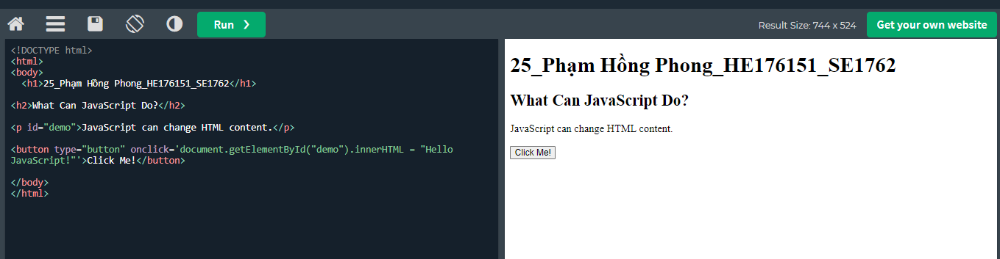 Run ❯
Result Size: 744 x 524
Get your own website
<!DOCTYPE html>
<html>
<body>
<h1>25_Phạm Hồng Phong_HE176151_SE1762</h1>
<h2>What Can JavaScript Do?</h2>
<p id="demo">JavaScript can change HTML content.</p>
<button type="button" onclick='document.getElementById("demo").innerHTML = "Hello
JavaScript!"'>Click Me!</button>
</body>
</html>
25_Phạm Hồng Phong_HE176151_SE1762
What Can JavaScript Do?
JavaScript can change HTML content.
Click Me!